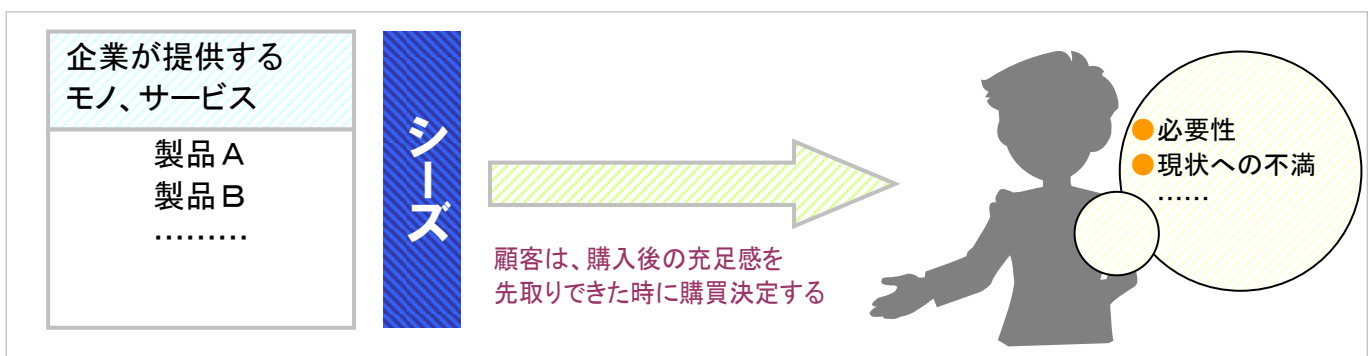 企業が提供する
モノ、サービス
製品Ａ
製品Ｂ
………
シーズ
顧客は、購入後の充足感を
先取りできた時に購買決定する
●必要性
●現状への不満
……